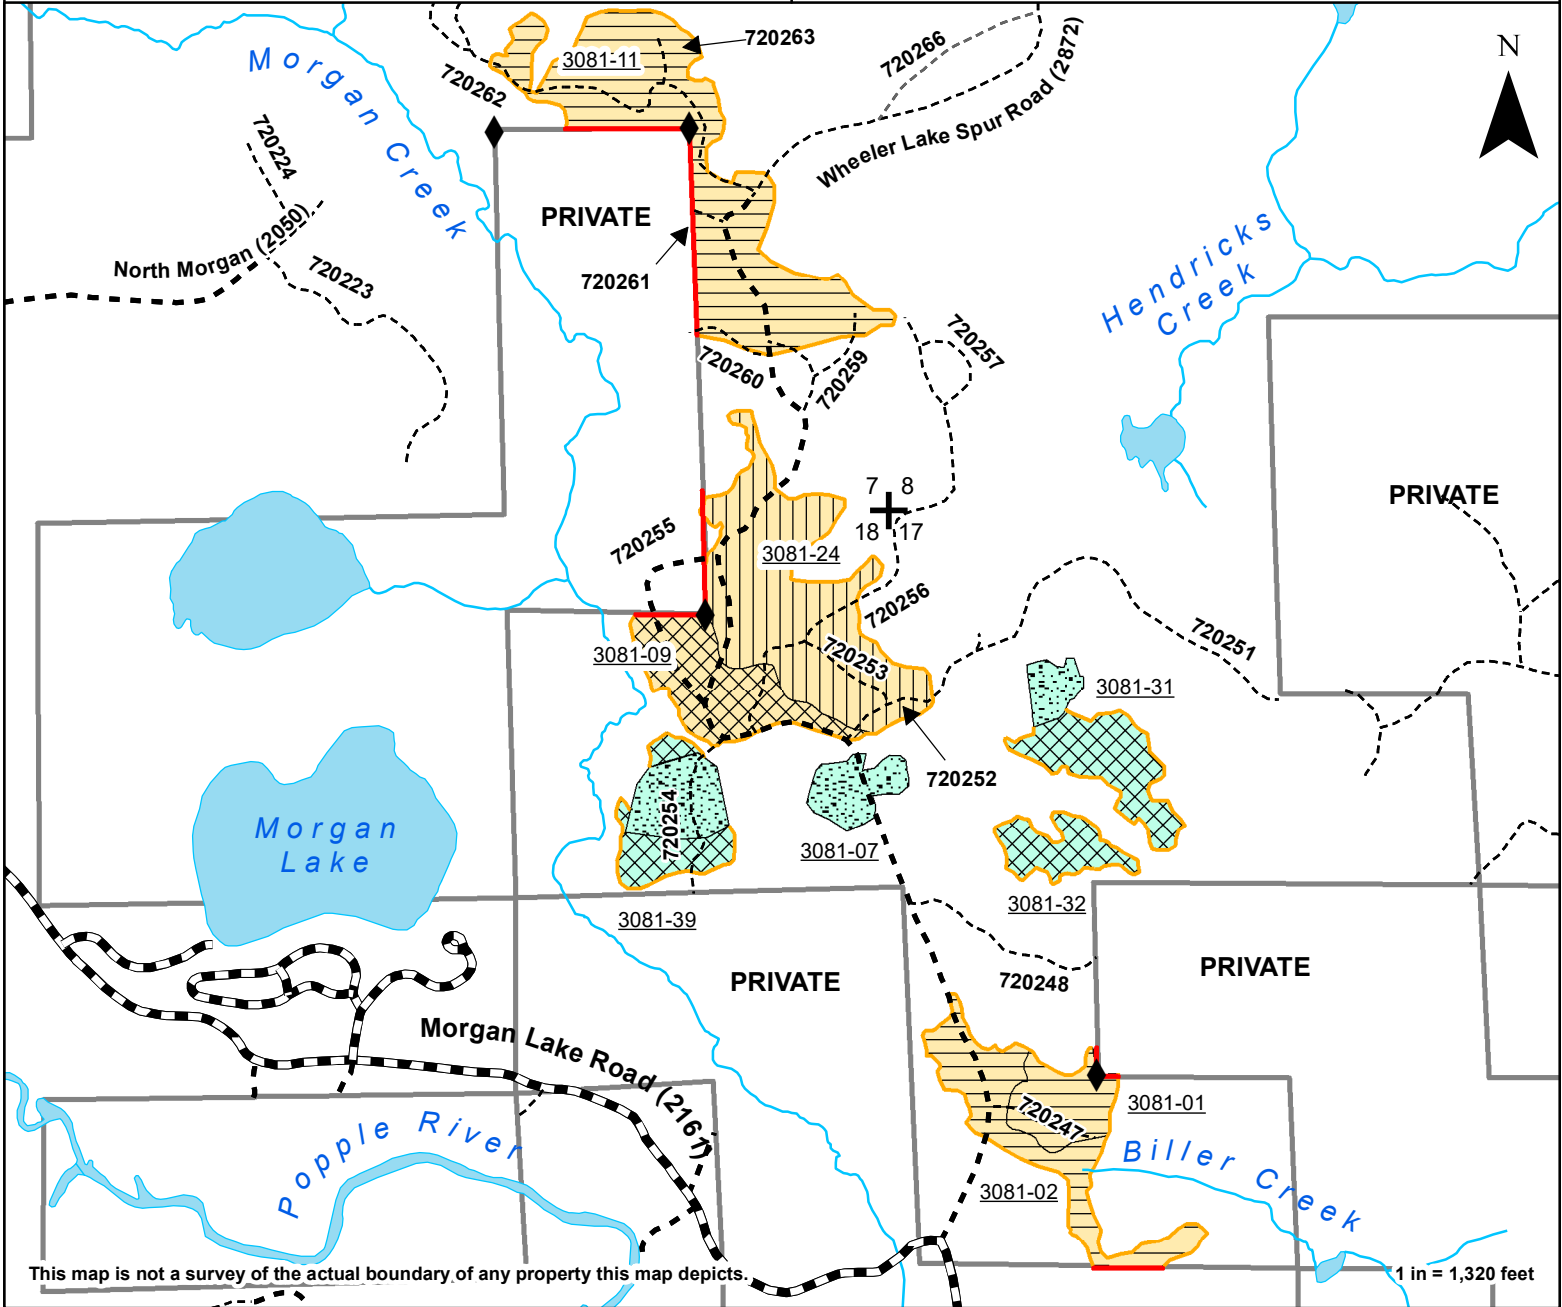 720263
3081-11
720266
Wheeler Lake Spur Road (2872)
N
720262
Morgan Creek
720224
PRIVATE
North Morgan (2050)
720223
720261
Hendricks
Creek
720260
720259
720257
7 8
18 17
PRIVATE
720255
3081-24
720256
720251
3081-09
720253
3081-31
720252
Morgan
Lake
720254
3081-07
3081-39
3081-32
PRIVATE
PRIVATE
720248
Morgan Lake Road (2161)
3081-01
720247
Popple River
Biller Creek
3081-02
This map is not a survey of the actual boundary of any property this map depicts.
1 in = 1,320 feet